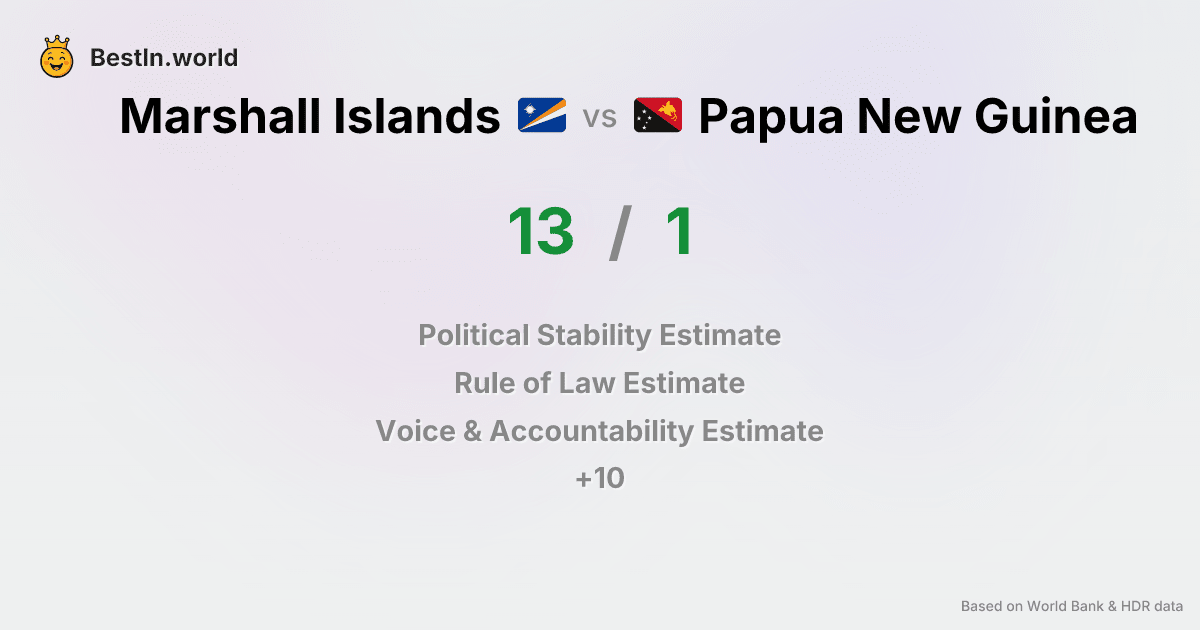 BestIn.world
Marshall Islands vs Papua New Guinea
13 / 1
Political Stability Estimate
Rule of Law Estimate
Voice & Accountability Estimate
+10
Based on World Bank & HDR data